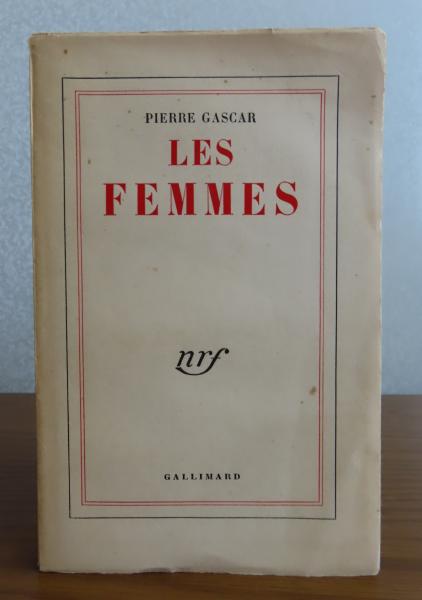 PIERRE GASCAR
LES
FEMMES
nrf
GALLIMARD